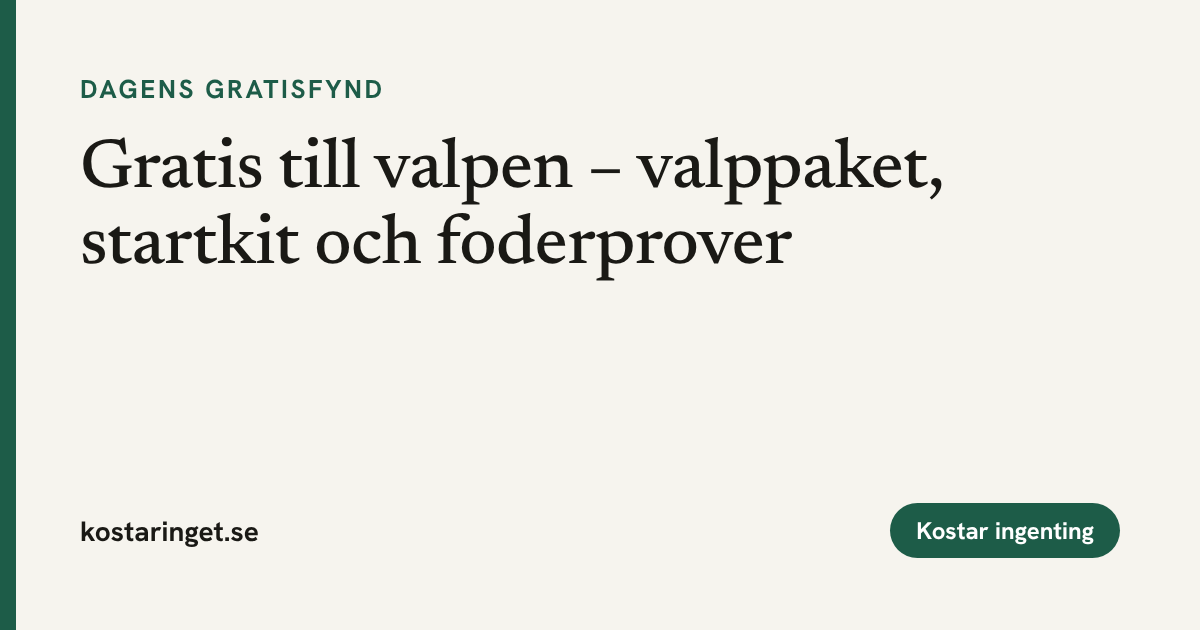 DAGENS GRATISFYND
Gratis till valpen – valppaket,
startkit och foderprover
kostaringet.se
Kostar ingenting